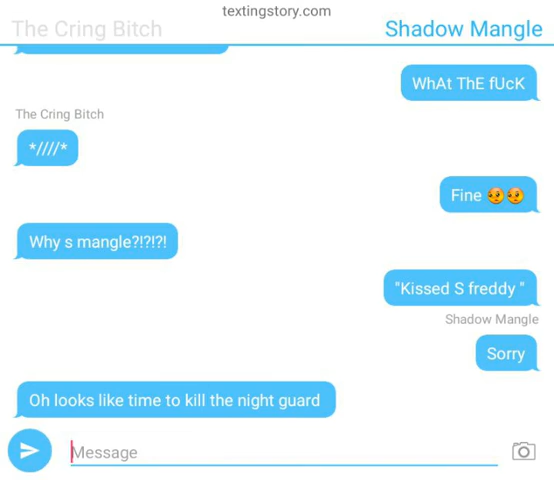 textingstory.com
The Cring Bitch
Shadow Mangle
WhAt ThE fUcK
The Cring Bitch
*////*
Fine 🥺🥺
Why s mangle?!?!?!
"Kissed S freddy "
Shadow Mangle
Sorry
Oh looks like time to kill the night guard
Message